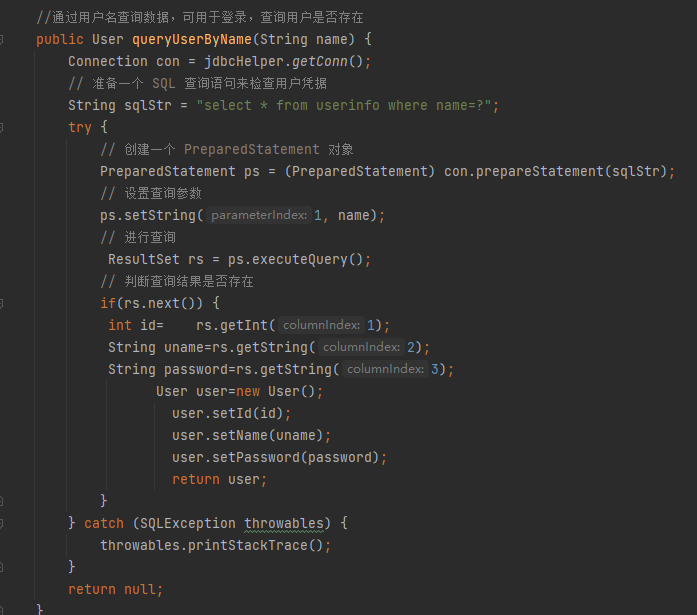 //通过用户名查询数据，可用于登录，查询用户是否存在
public User queryUserByName(String name) {
    Connection con = jdbcHelper.getConn();
    // 准备一个 SQL 查询语句来检查用户凭据
    String sqlStr = "select * from userinfo where name=?";
    try {
        // 创建一个 PreparedStatement 对象
        PreparedStatement ps = (PreparedStatement) con.prepareStatement(sqlStr);
        // 设置查询参数
        ps.setString( parameterIndex: 1, name);
        // 进行查询
         ResultSet rs = ps.executeQuery();
        // 判断查询结果是否存在
        if(rs.next()) {
         int id=    rs.getInt( columnIndex: 1);
         String uname=rs.getString( columnIndex: 2);
         String password=rs.getString( columnIndex: 3);
               User user=new User();
                 user.setId(id);
                 user.setName(uname);
                 user.setPassword(password);
                 return user;
        }
    } catch (SQLException throwables) {
        throwables.printStackTrace();
    }
    return null;
}